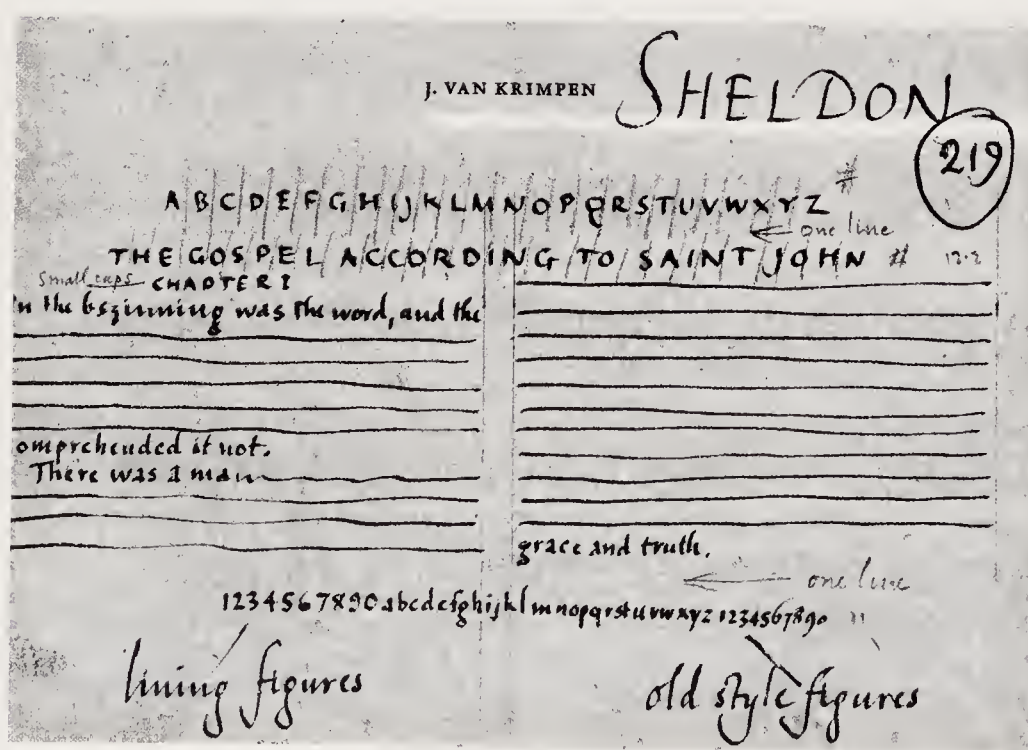 J. VAN KRIMPEN
SHELDON
219
A B C D E F G H I J K L M N O P Q R S T U V W X Y Z #
one line
THE GOSPEL ACCORDING TO SAINT JOHN #
small caps CHAPTER I
n the beginning was the word, and the
omprehended it not.
There was a man
grace and truth.
one line
1234567890 abcdefghijklmnopqrstuvwxyz 1234567890
lining figures
old style figures